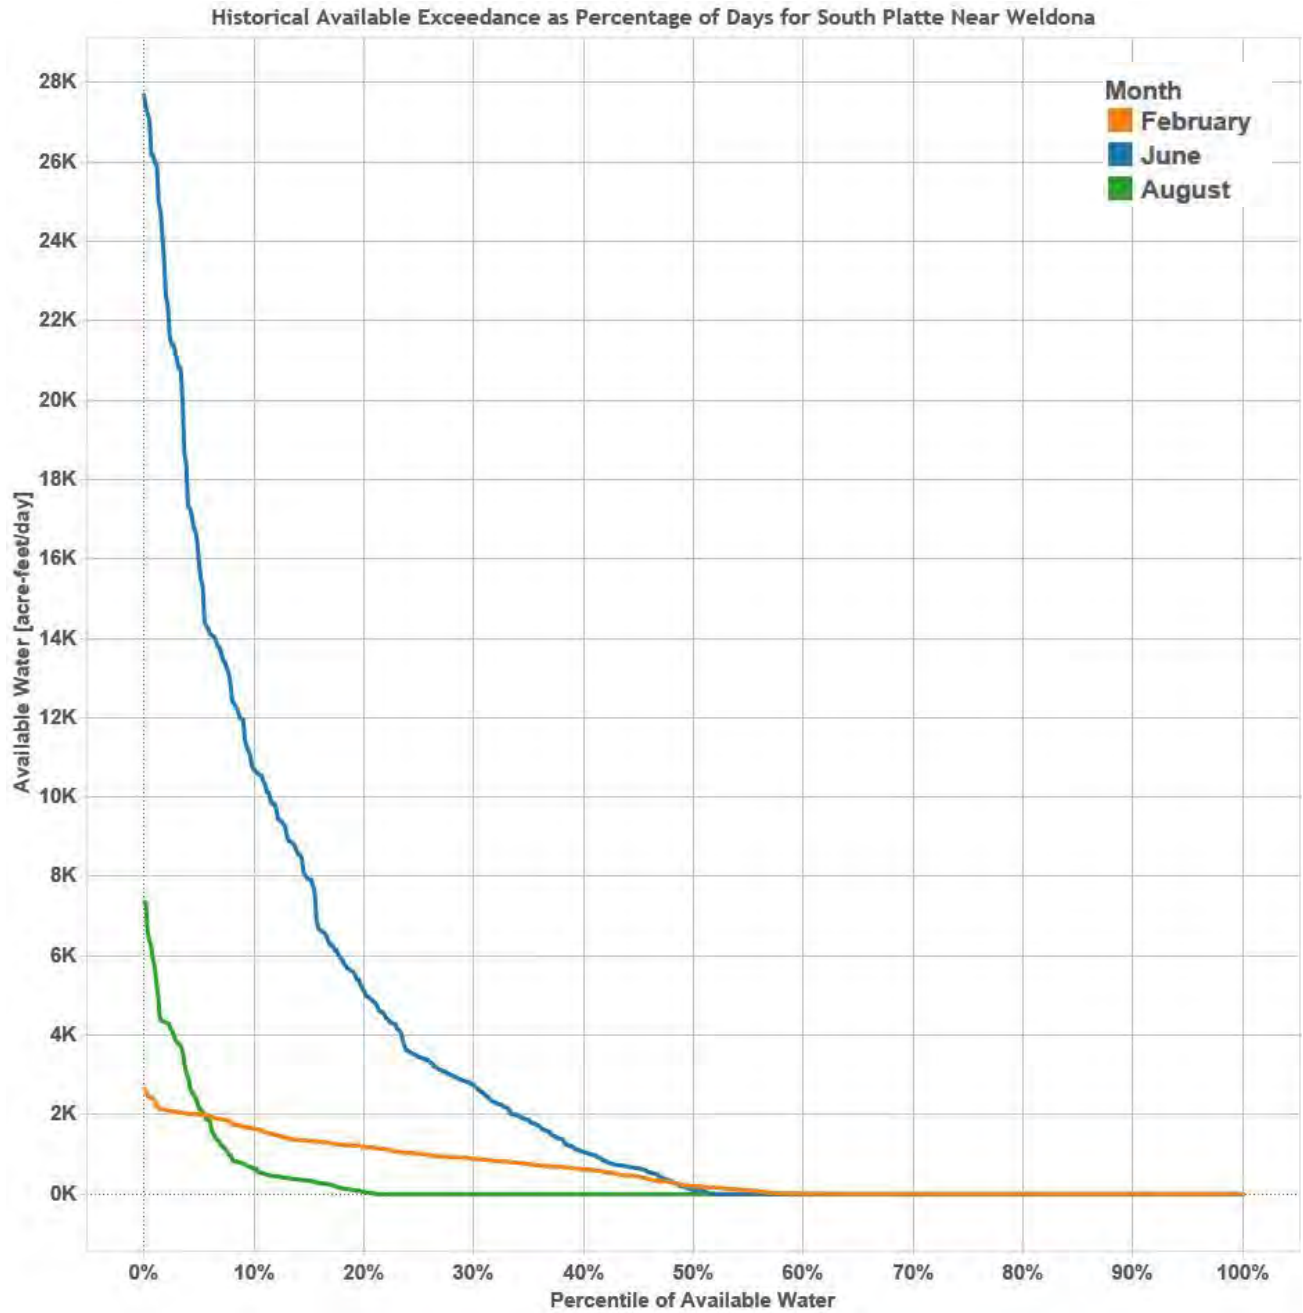 Historical Available Exceedance as Percentage of Days for South Platte Near Weldona
Month
February
June
August
28K
26K
24K
22K
20K
18K
16K
14K
12K
10K
8K
6K
4K
2K
0K
Available Water [acre-feet/day]
0% 10% 20% 30% 40% 50% 60% 70% 80% 90% 100%
Percentile of Available Water